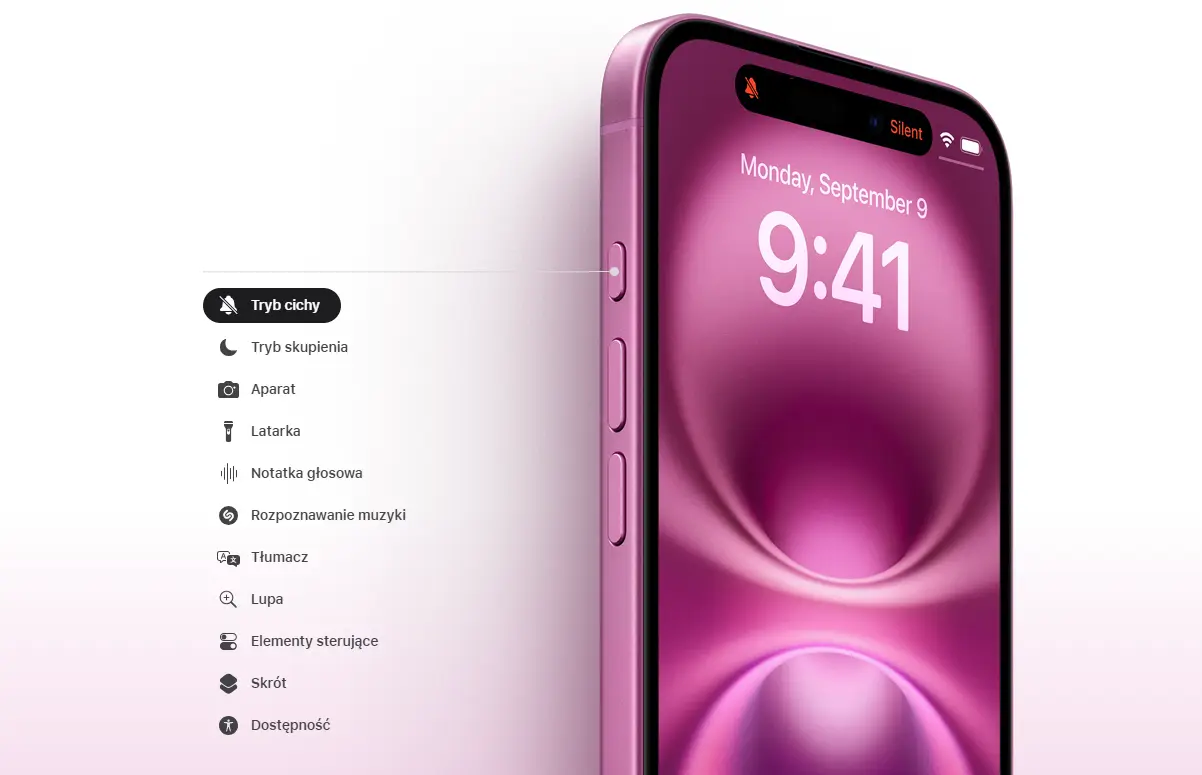 Silent
Monday, September 9
9:41
Tryb cichy
Tryb skupienia
Aparat
Latarka
Notatka głosowa
Rozpoznawanie muzyki
Tłumacz
Lupa
Elementy sterujące
Skrót
Dostępność